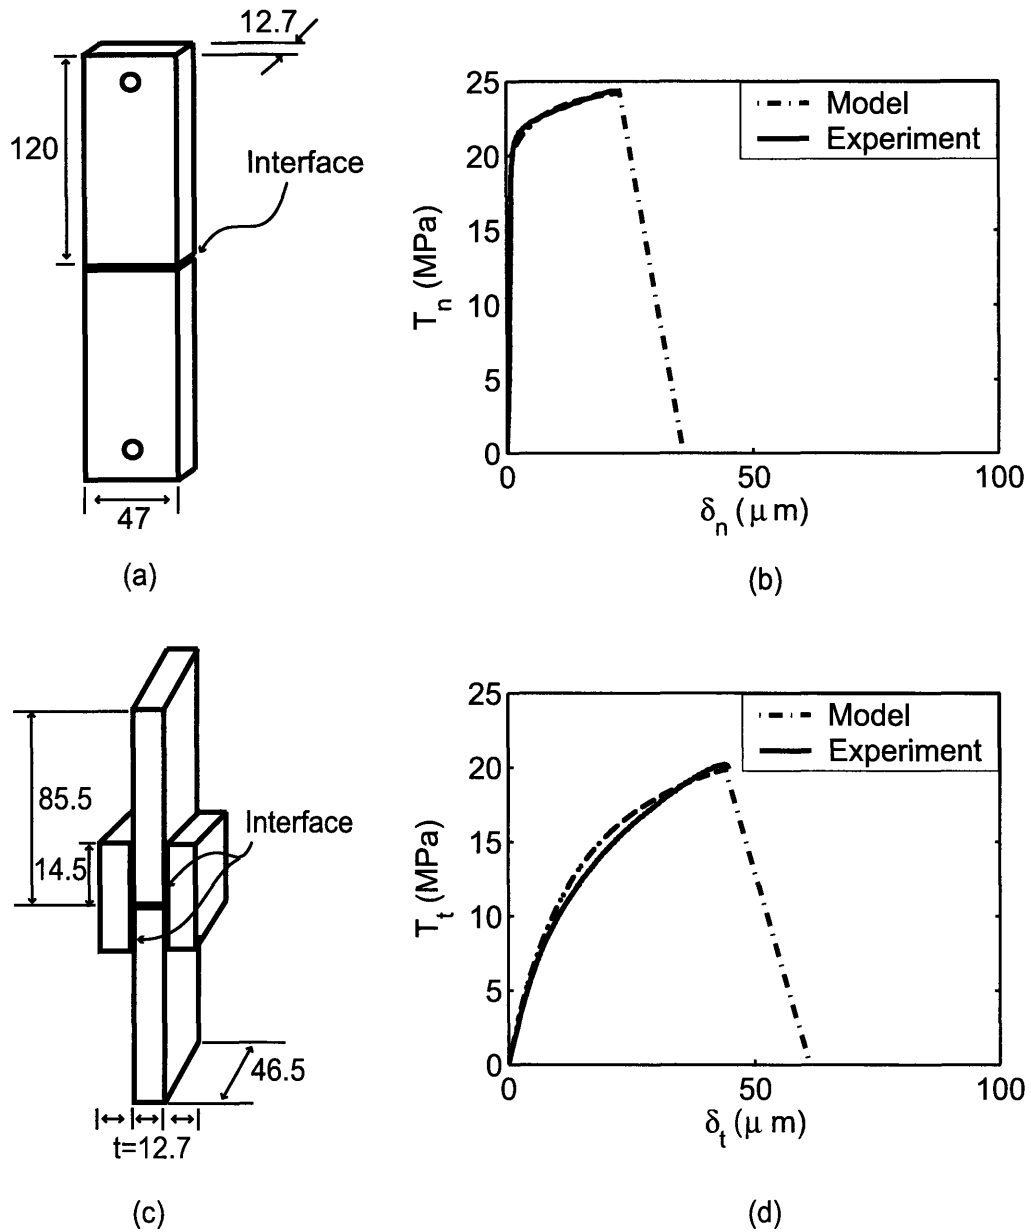 12.7
120
Interface
47
(a)
25
20
15
10
5
0
T_n (MPa)
Model
Experiment
0
50
100
δ_n (μ m)
(b)
85.5
14.5
Interface
46.5
t=12.7
(c)
25
20
15
10
5
0
T_t (MPa)
Model
Experiment
0
50
100
δ_t (μ m)
(d)